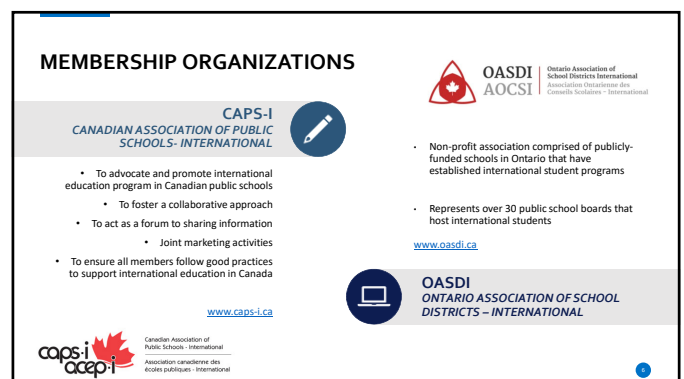 MEMBERSHIP ORGANIZATIONS
CAPS-I
CANADIAN ASSOCIATION OF PUBLIC
SCHOOLS- INTERNATIONAL
• To advocate and promote international
education program in Canadian public schools
• To foster a collaborative approach
• To act as a forum to sharing information
• Joint marketing activities
• To ensure all members follow good practices
to support international education in Canada
www.caps-i.ca
caps·i
acep·i
Canadian Association of
Public Schools - International
Association canadienne des
écoles publiques - International
OASDI
AOCSI
Ontario Association of
School Districts International
Association Ontarienne des
Conseils Scolaires - International
• Non-profit association comprised of publicly-
funded schools in Ontario that have
established international student programs
• Represents over 30 public school boards that
host international students
www.oasdi.ca
OASDI
ONTARIO ASSOCIATION OF SCHOOL
DISTRICTS – INTERNATIONAL